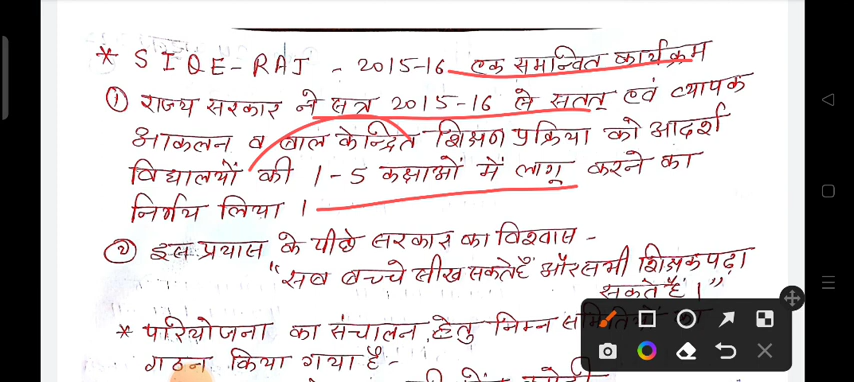 * SIQE-RAJ - 2015-16 एक समन्वित कार्यक्रम
① राज्य सरकार ने सत्र 2015-16 से सतत् एवं व्यापक
आकलन व बाल केन्द्रित शिक्षण प्रक्रिया को आदर्श
विद्यालयों की 1-5 कक्षाओं में लागू करने का
निर्णय लिया।
② इस प्रयास के पीछे सरकार का विश्वास -
"सब बच्चे सीख सकते हैं और सभी शिक्षक पढ़ा
सकते हैं।"
* परियोजना का संचालन हेतु निम्न
गठन किया गया है -